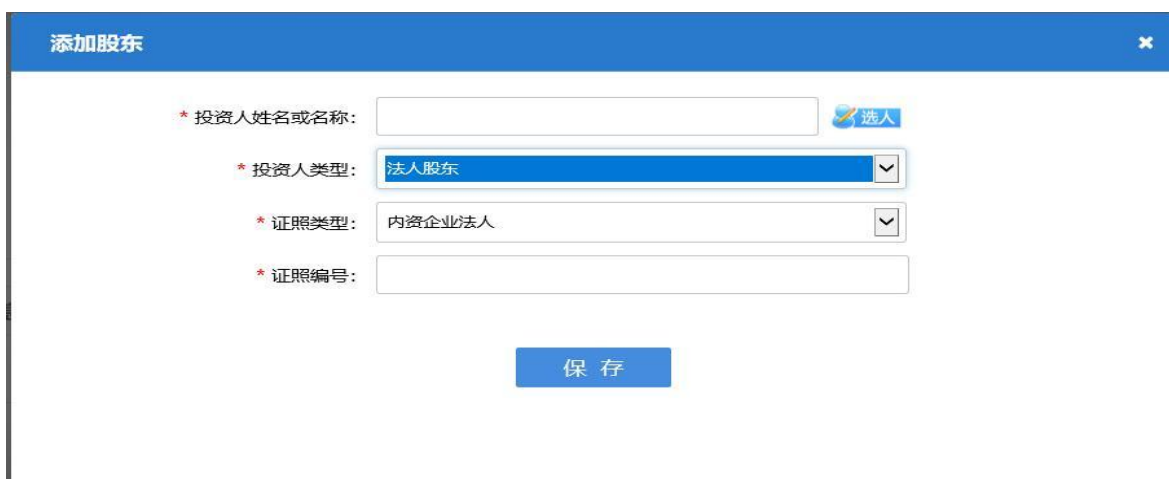 添加股东
* 投资人姓名或名称： 选人
* 投资人类型： 法人股东
* 证照类型： 内资企业法人
* 证照编号：
保 存